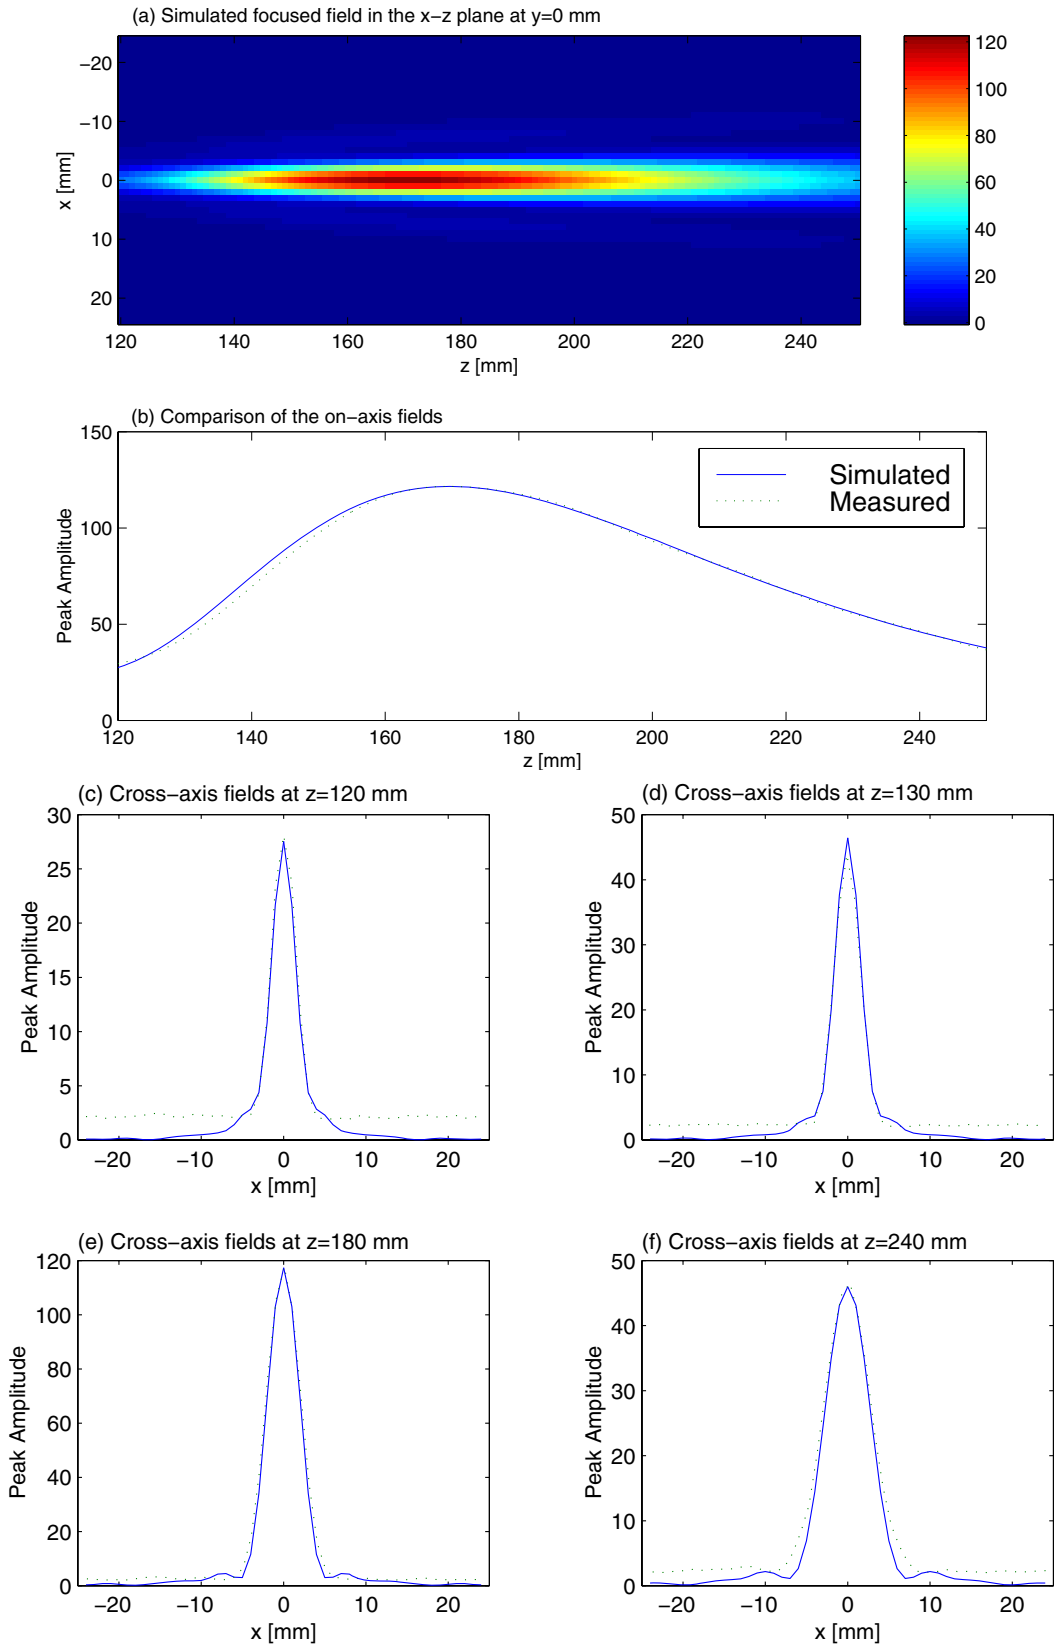 (a) Simulated focused field in the x−z plane at y=0 mm
−20
−10
0
10
20
x [mm]
120 140 160 180 200 220 240
z [mm]
120
100
80
60
40
20
0
(b) Comparison of the on−axis fields
150
100
50
0
Peak Amplitude
Simulated
Measured
120 140 160 180 200 220 240
z [mm]
(c) Cross−axis fields at z=120 mm
30
25
20
15
10
5
0
Peak Amplitude
−20 −10 0 10 20
x [mm]
(d) Cross−axis fields at z=130 mm
50
40
30
20
10
0
Peak Amplitude
−20 −10 0 10 20
x [mm]
(e) Cross−axis fields at z=180 mm
120
100
80
60
40
20
0
Peak Amplitude
−20 −10 0 10 20
x [mm]
(f) Cross−axis fields at z=240 mm
50
40
30
20
10
0
Peak Amplitude
−20 −10 0 10 20
x [mm]